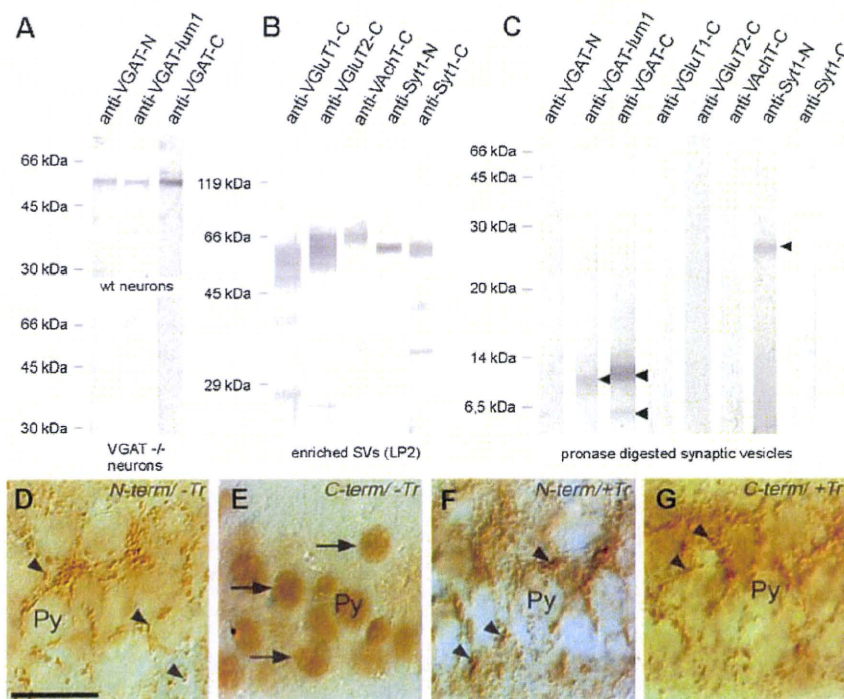 A
B
C
anti-VGAT-N
anti-VGAT-lum1
anti-VGAT-C
anti-VGluT1-C
anti-VGluT2-C
anti-VAchT-C
anti-Syt1-N
anti-Syt1-C
anti-VGAT-N
anti-VGAT-lum1
anti-VGAT-C
anti-VGluT1-C
anti-VGluT2-C
anti-VAchT-C
anti-Syt1-N
anti-Syt1-C
66 kDa
45 kDa
30 kDa
wt neurons
66 kDa
45 kDa
30 kDa
VGAT -/-
neurons
119 kDa
66 kDa
45 kDa
29 kDa
enriched SVs (LP2)
66 kDa
45 kDa
30 kDa
20 kDa
14 kDa
6,5 kDa
pronase digested synaptic vesicles
D N-term/ -Tr
Py
E C-term/ -Tr
Py
F N-term/+Tr
Py
G C-term/ +Tr
Py